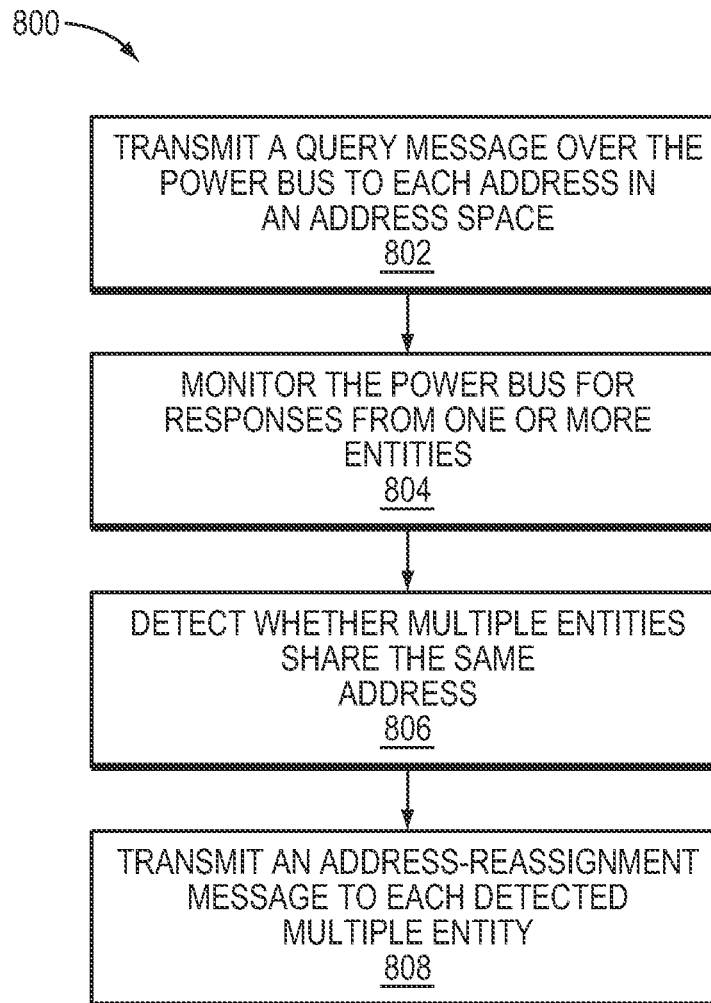 800
TRANSMIT A QUERY MESSAGE OVER THE
POWER BUS TO EACH ADDRESS IN
AN ADDRESS SPACE
802
MONITOR THE POWER BUS FOR
RESPONSES FROM ONE OR MORE
ENTITIES
804
DETECT WHETHER MULTIPLE ENTITIES
SHARE THE SAME
ADDRESS
806
TRANSMIT AN ADDRESS-REASSIGNMENT
MESSAGE TO EACH DETECTED
MULTIPLE ENTITY
808